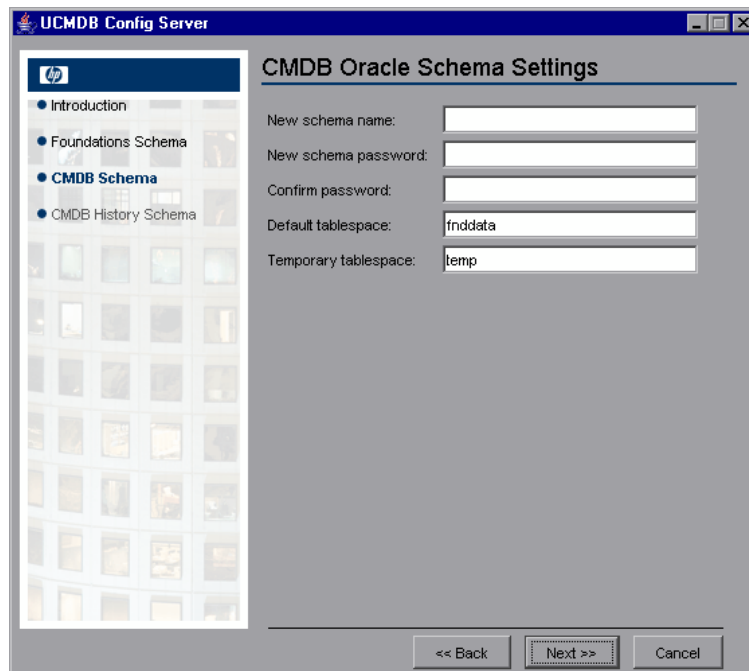 UCMDB Config Server
hp
Introduction
Foundations Schema
CMDB Schema
CMDB History Schema
CMDB Oracle Schema Settings
New schema name:
New schema password:
Confirm password:
Default tablespace: fnddata
Temporary tablespace: temp
<< Back Next >> Cancel